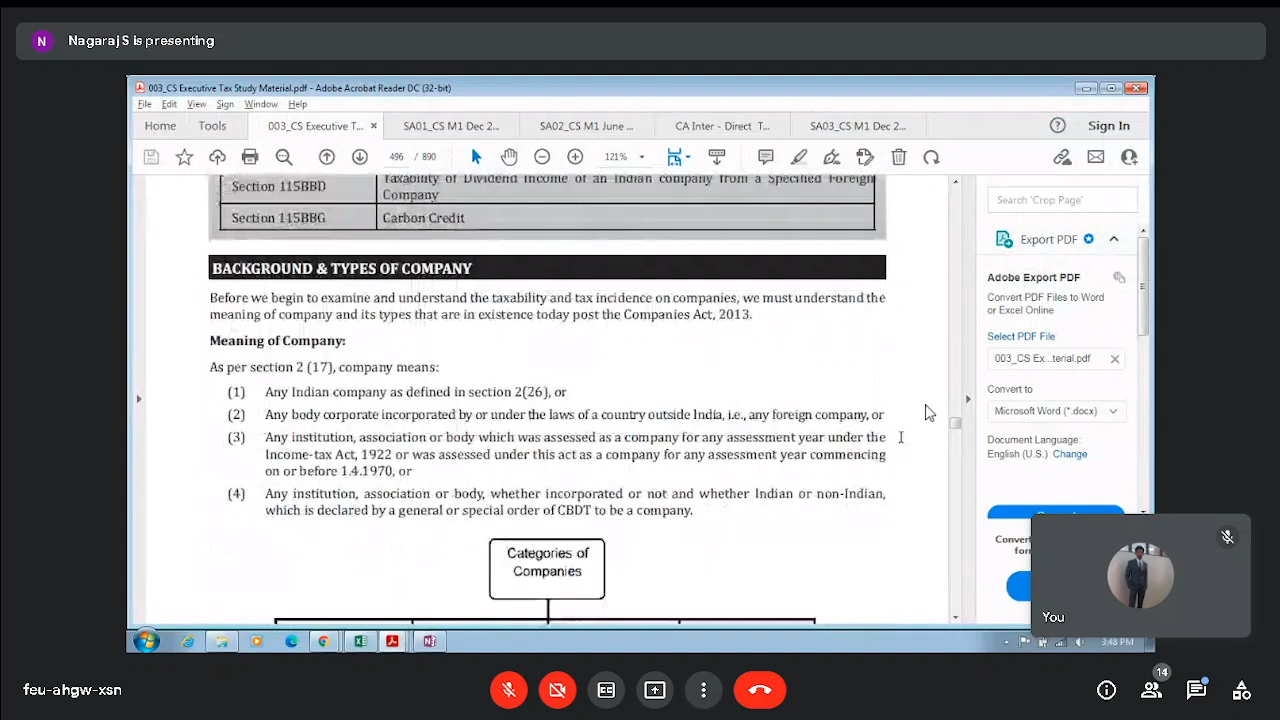 N NagarajS is presenting
003_CS Executive Tax Study Material.pdf - Adobe Acrobat Reader DC (32-bit)
File Edit View Sign Window Help
Home Tools 003_CS Executive T... × SA01_CS M1 Dec 2... SA02_CS M1 June ... CA Inter - Direct T... SA03_CS M1 Dec 2... Sign In
496 / 890 121%
Section 115BBD Taxability of Dividend Income of an Indian company from a Specified Foreign
Company
Section 115BBG Carbon Credit
BACKGROUND & TYPES OF COMPANY
Before we begin to examine and understand the taxability and tax incidence on companies, we must understand the
meaning of company and its types that are in existence today post the Companies Act, 2013.
Meaning of Company:
As per section 2 (17), company means:
(1) Any Indian company as defined in section 2(26), or
(2) Any body corporate incorporated by or under the laws of a country outside India, i.e., any foreign company, or
(3) Any institution, association or body which was assessed as a company for any assessment year under the
Income-tax Act, 1922 or was assessed under this act as a company for any assessment year commencing
on or before 1.4.1970, or
(4) Any institution, association or body, whether incorporated or not and whether Indian or non-Indian,
which is declared by a general or special order of CBDT to be a company.
Categories of
Companies
Search 'Crop Page'
Export PDF
Adobe Export PDF
Convert PDF Files to Word
or Excel Online
Select PDF File
003_CS Ex...terial.pdf ×
Convert to
Microsoft Word (*.docx)
Document Language:
English (U.S.) Change
You
3:48 PM
feu-ahgw-xsn
14